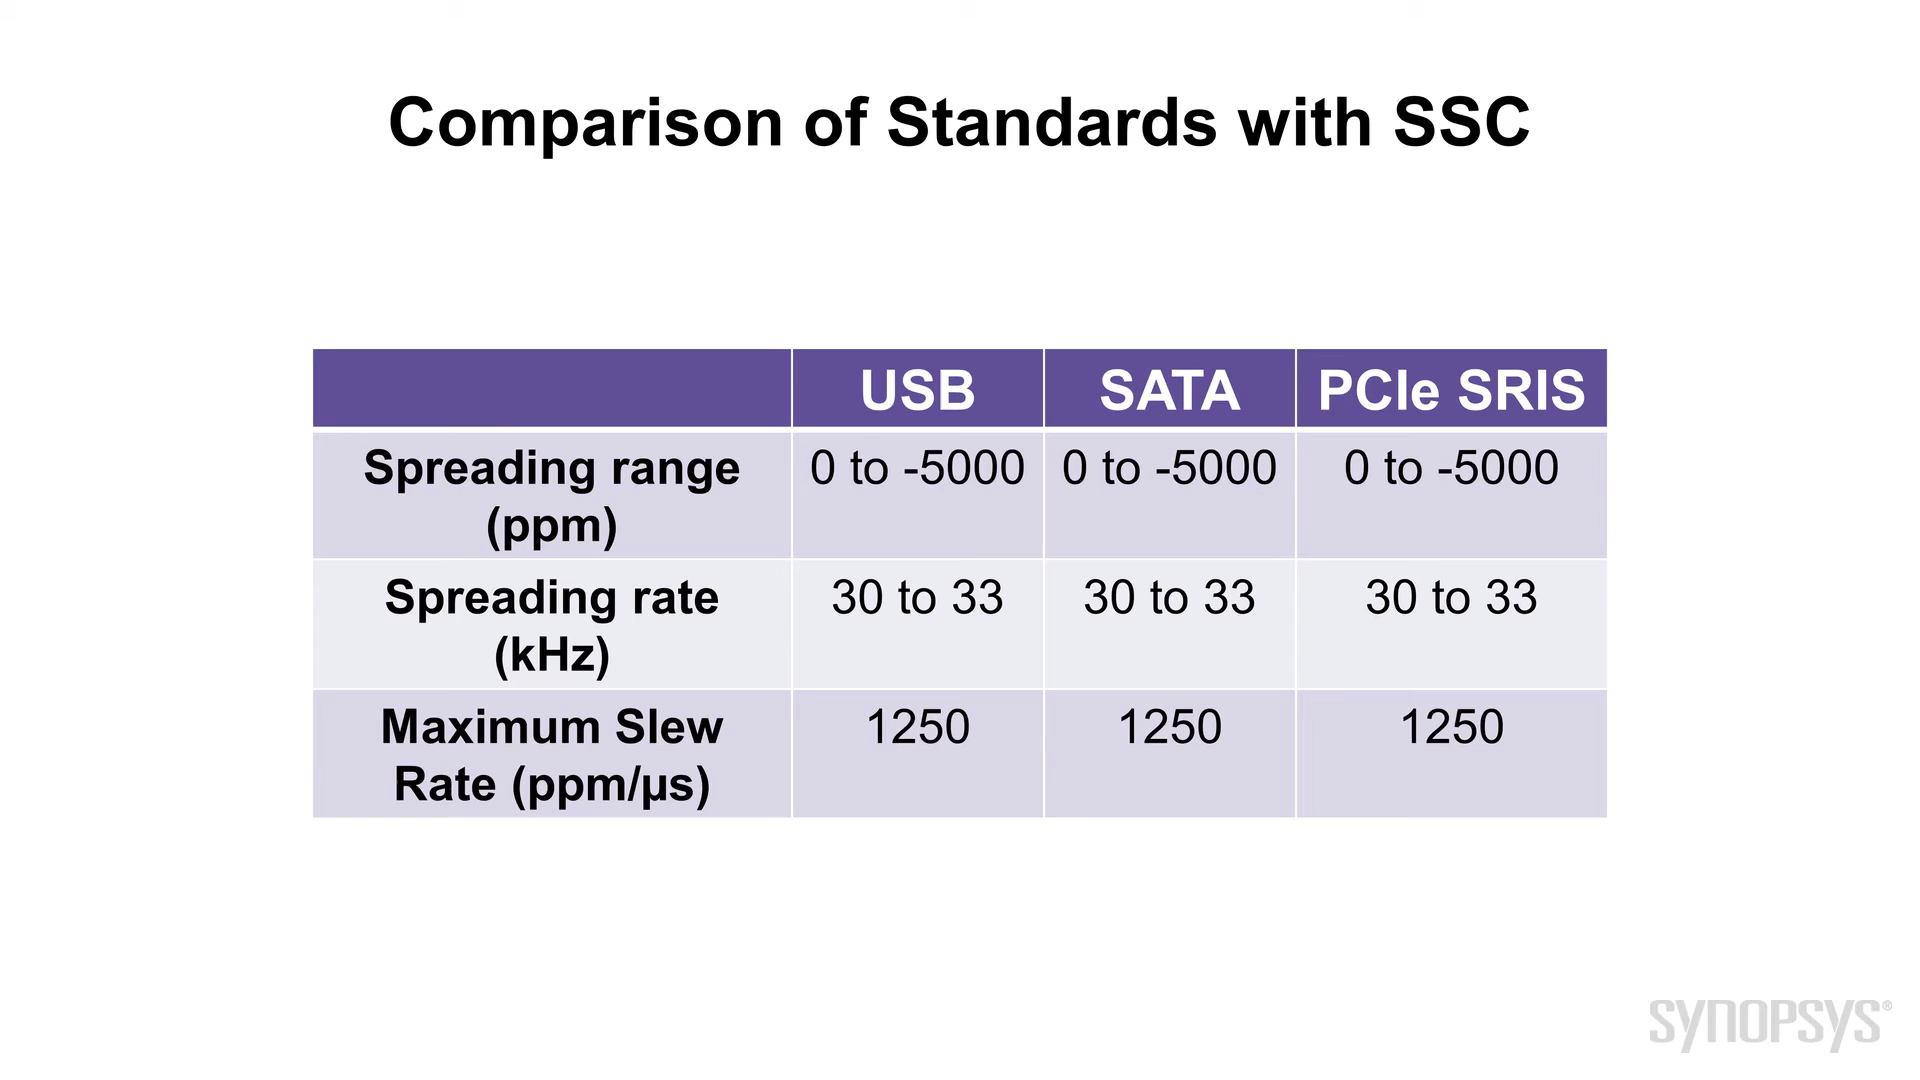 Comparison of Standards with SSC
USB SATA PCIe SRIS
Spreading range (ppm) 0 to -5000 0 to -5000 0 to -5000
Spreading rate (kHz) 30 to 33 30 to 33 30 to 33
Maximum Slew Rate (ppm/µs) 1250 1250 1250
SYNOPSYS®